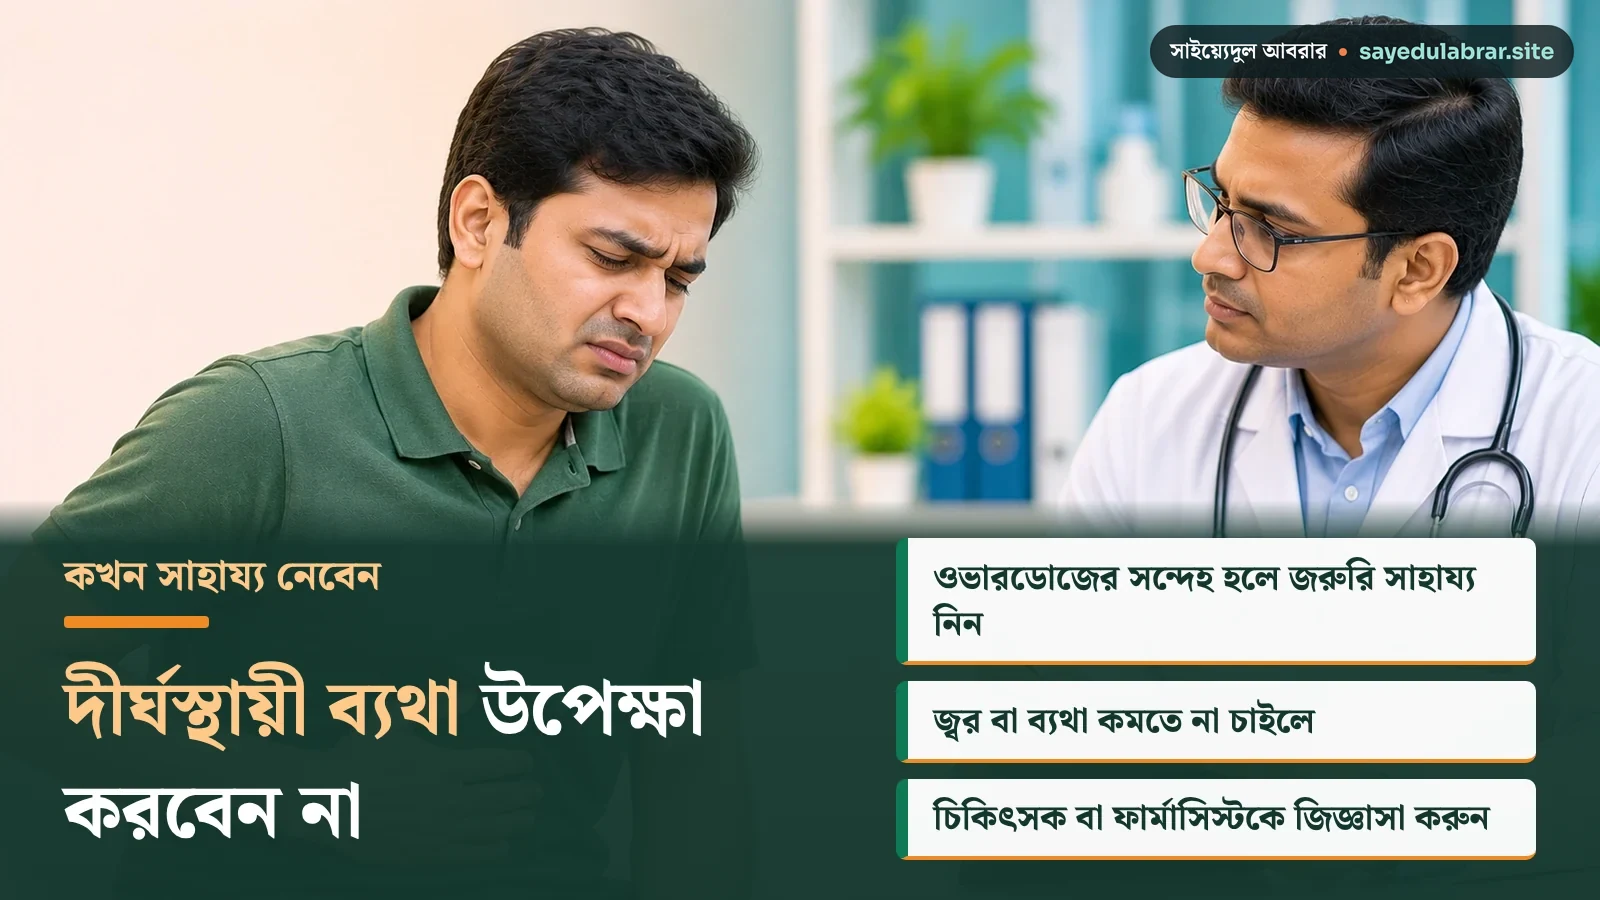 সাইয়্যেদুল আবরার • sayedulabrar.site
কখন সাহায্য নেবেন
দীর্ঘস্থায়ী ব্যথা উপেক্ষা
করবেন না
ওভারডোজের সন্দেহ হলে জরুরি সাহায্য
নিন
জ্বর বা ব্যথা কমতে না চাইলে
চিকিৎসক বা ফার্মাসিস্টকে জিজ্ঞাসা করুন